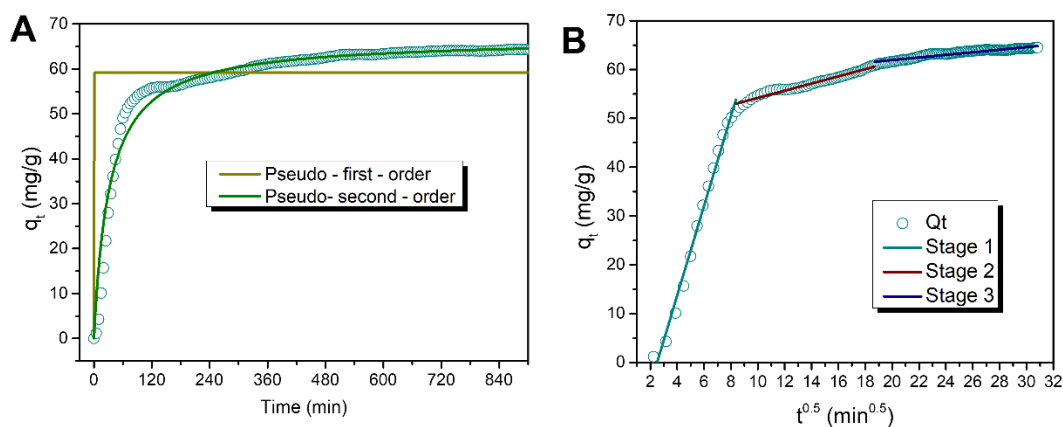 A
70
60
50
40
30
20
10
0
q_t (mg/g)
Pseudo - first - order
Pseudo- second - order
0 120 240 360 480 600 720 840
Time (min)
B
70
60
50
40
30
20
10
0
q_t (mg/g)
Qt
Stage 1
Stage 2
Stage 3
2 4 6 8 10 12 14 16 18 20 22 24 26 28 30 32
t^0.5 (min^0.5)